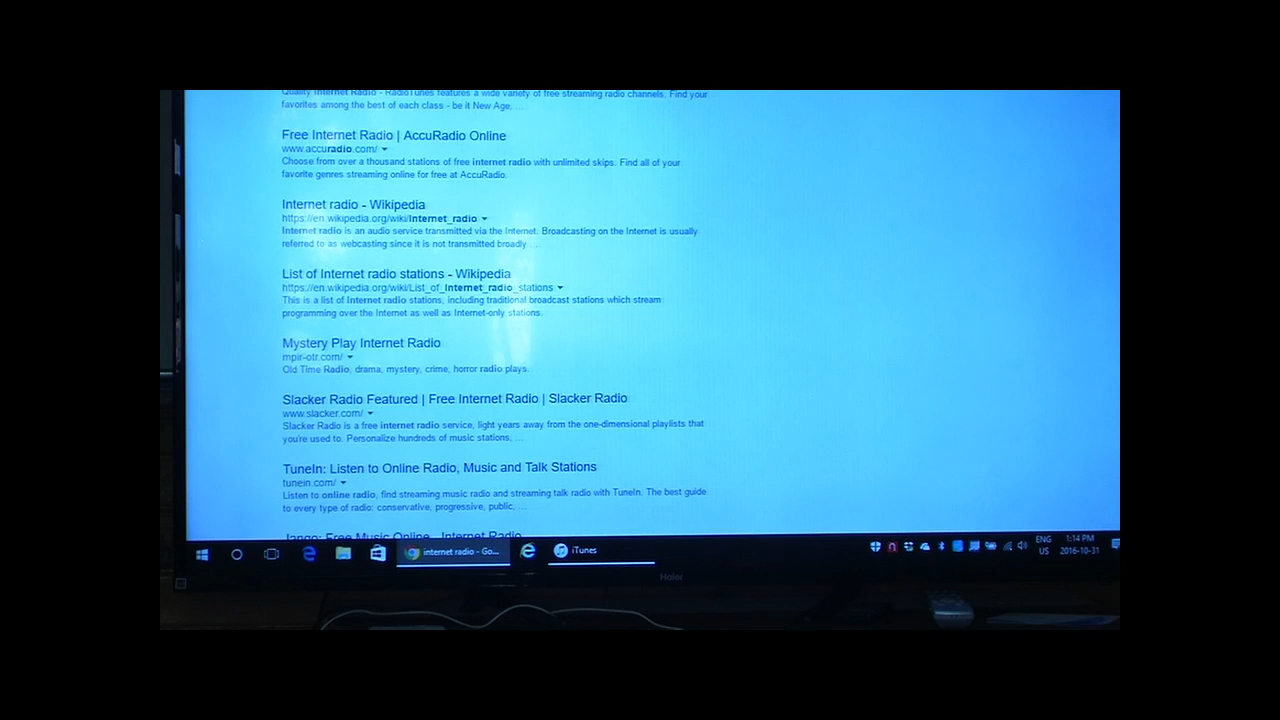 Quality Internet Radio - RadioTunes features a wide variety of free streaming radio channels. Find your
favorites among the best of each class - be it New Age, ...
Free Internet Radio | AccuRadio Online
www.accuradio.com/
Choose from over a thousand stations of free internet radio with unlimited skips. Find all of your
favorite genres streaming online for free at AccuRadio.
Internet radio - Wikipedia
https://en.wikipedia.org/wiki/Internet_radio
Internet radio is an audio service transmitted via the Internet. Broadcasting on the Internet is usually
referred to as webcasting since it is not transmitted broadly ...
List of Internet radio stations - Wikipedia
https://en.wikipedia.org/wiki/List_of_Internet_radio_stations
This is a list of Internet radio stations, including traditional broadcast stations which stream
programming over the Internet as well as Internet-only stations.
Mystery Play Internet Radio
mpir-otr.com/
Old Time Radio, drama, mystery, crime, horror radio plays.
Slacker Radio Featured | Free Internet Radio | Slacker Radio
www.slacker.com/
Slacker Radio is a free internet radio service, light years away from the one-dimensional playlists that
you're used to. Personalize hundreds of music stations, ...
TuneIn: Listen to Online Radio, Music and Talk Stations
tunein.com/
Listen to online radio, find streaming music radio and streaming talk radio with TuneIn. The best guide
to every type of radio: conservative, progressive, public, ...
Jango: Free Music Online - Internet Radio
internet radio - Go...
iTunes
ENG
US
1:14 PM
2016-10-31
Haier